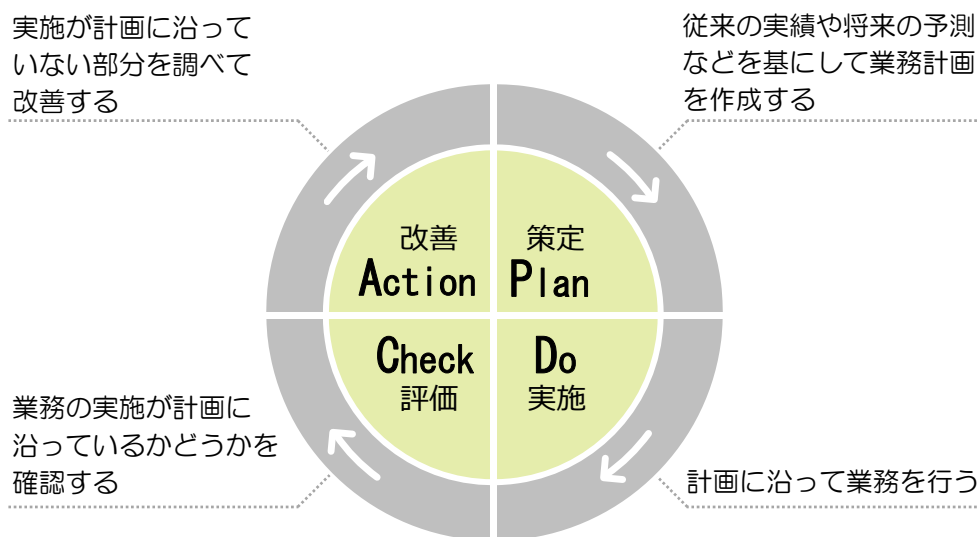 実施が計画に沿って
いない部分を調べて
改善する
従来の実績や将来の予測
などを基にして業務計画
を作成する
改善
Action
策定
Plan
Check
評価
Do
実施
業務の実施が計画に
沿っているかどうかを
確認する
計画に沿って業務を行う